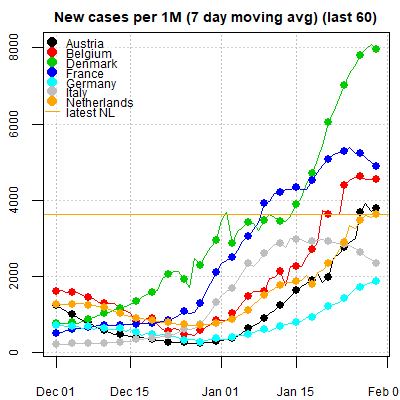 New cases per 1M (7 day moving avg) (last 60)
8000
6000
4000
2000
0
Austria
Belgium
Denmark
France
Germany
Italy
Netherlands
latest NL
Dec 01 Dec 15 Jan 01 Jan 15 Feb 0